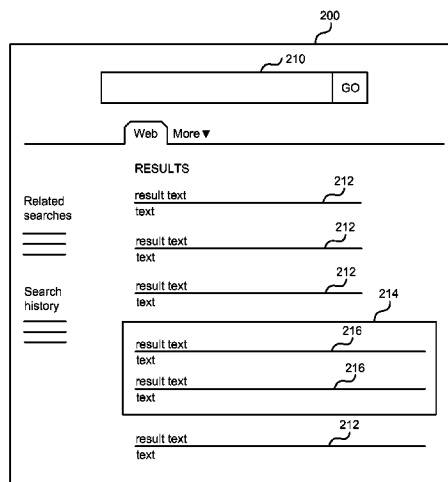 200
210
GO
Web More ▼
RESULTS
Related
searches
result text 212
text
result text 212
text
Search
history
result text 212
text
214
result text 216
text
result text 216
text
result text 212
text